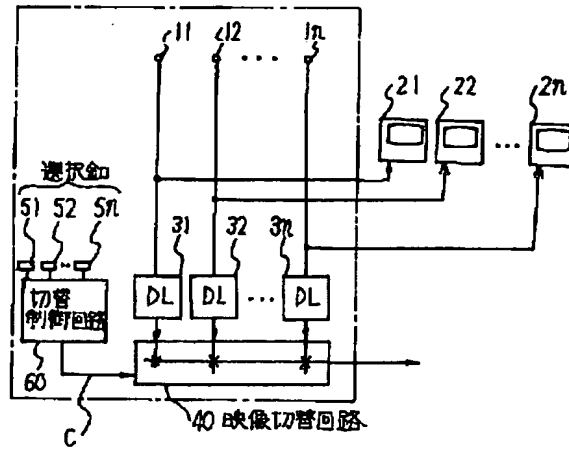 11 12 ... 1n
21 22 ... 2n
選択釦
51 52 .. 5n
31 32 3n
切替
制御回路
DL DL ... DL
60
C
40 映像切替回路